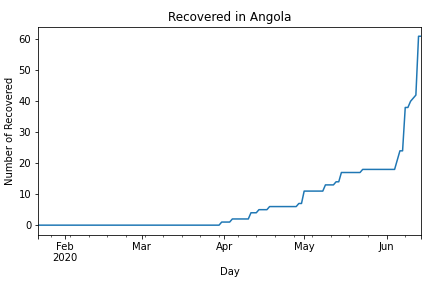 Recovered in Angola
Number of Recovered
60
50
40
30
20
10
0
Feb
2020
Mar
Apr
May
Jun
Day